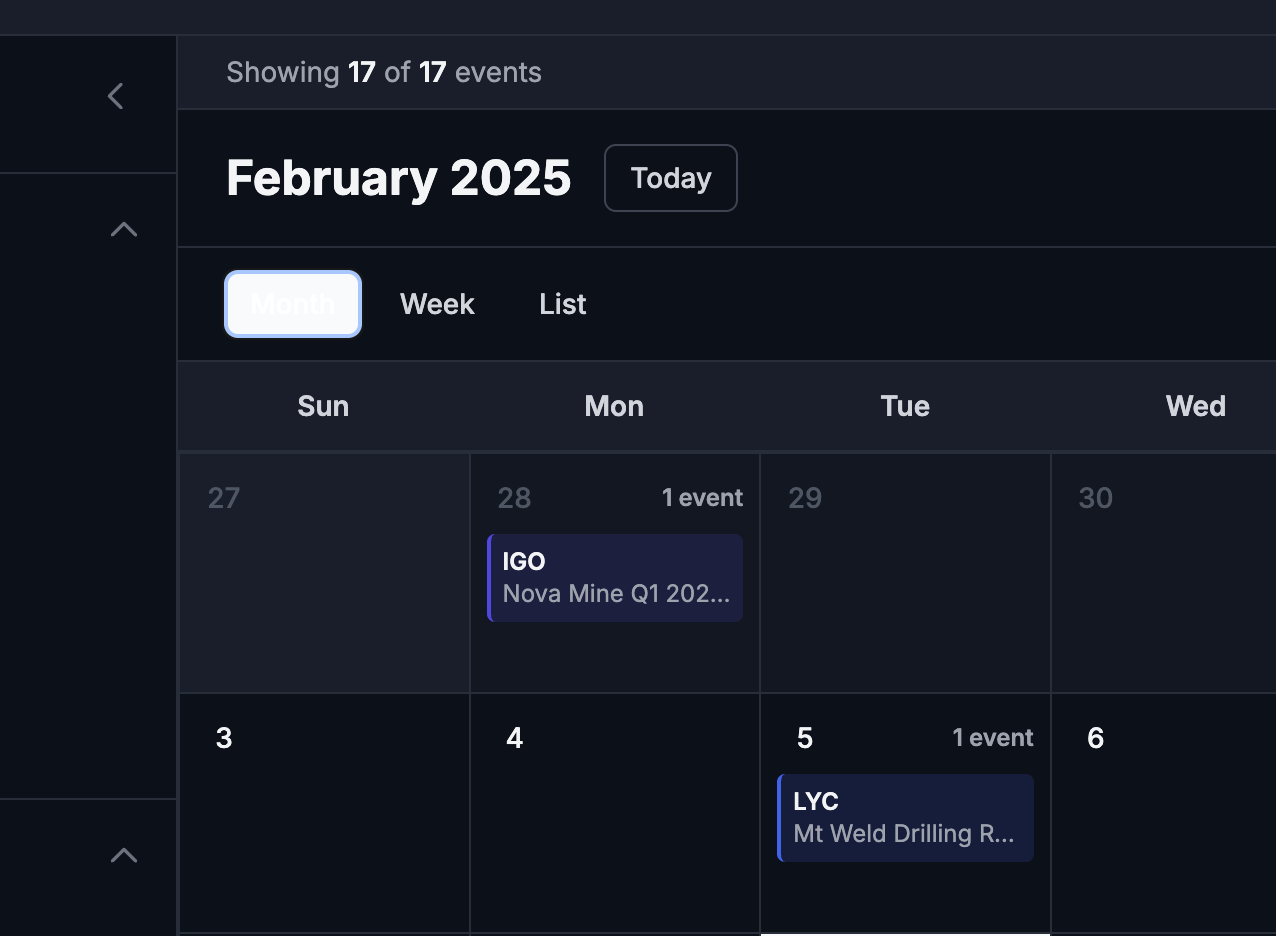 Showing 17 of 17 events
February 2025
Today
Month
Week
List
Sun
Mon
Tue
Wed
27
28
1 event
IGO
Nova Mine Q1 202...
29
30
3
4
5
1 event
LYC
Mt Weld Drilling R...
6